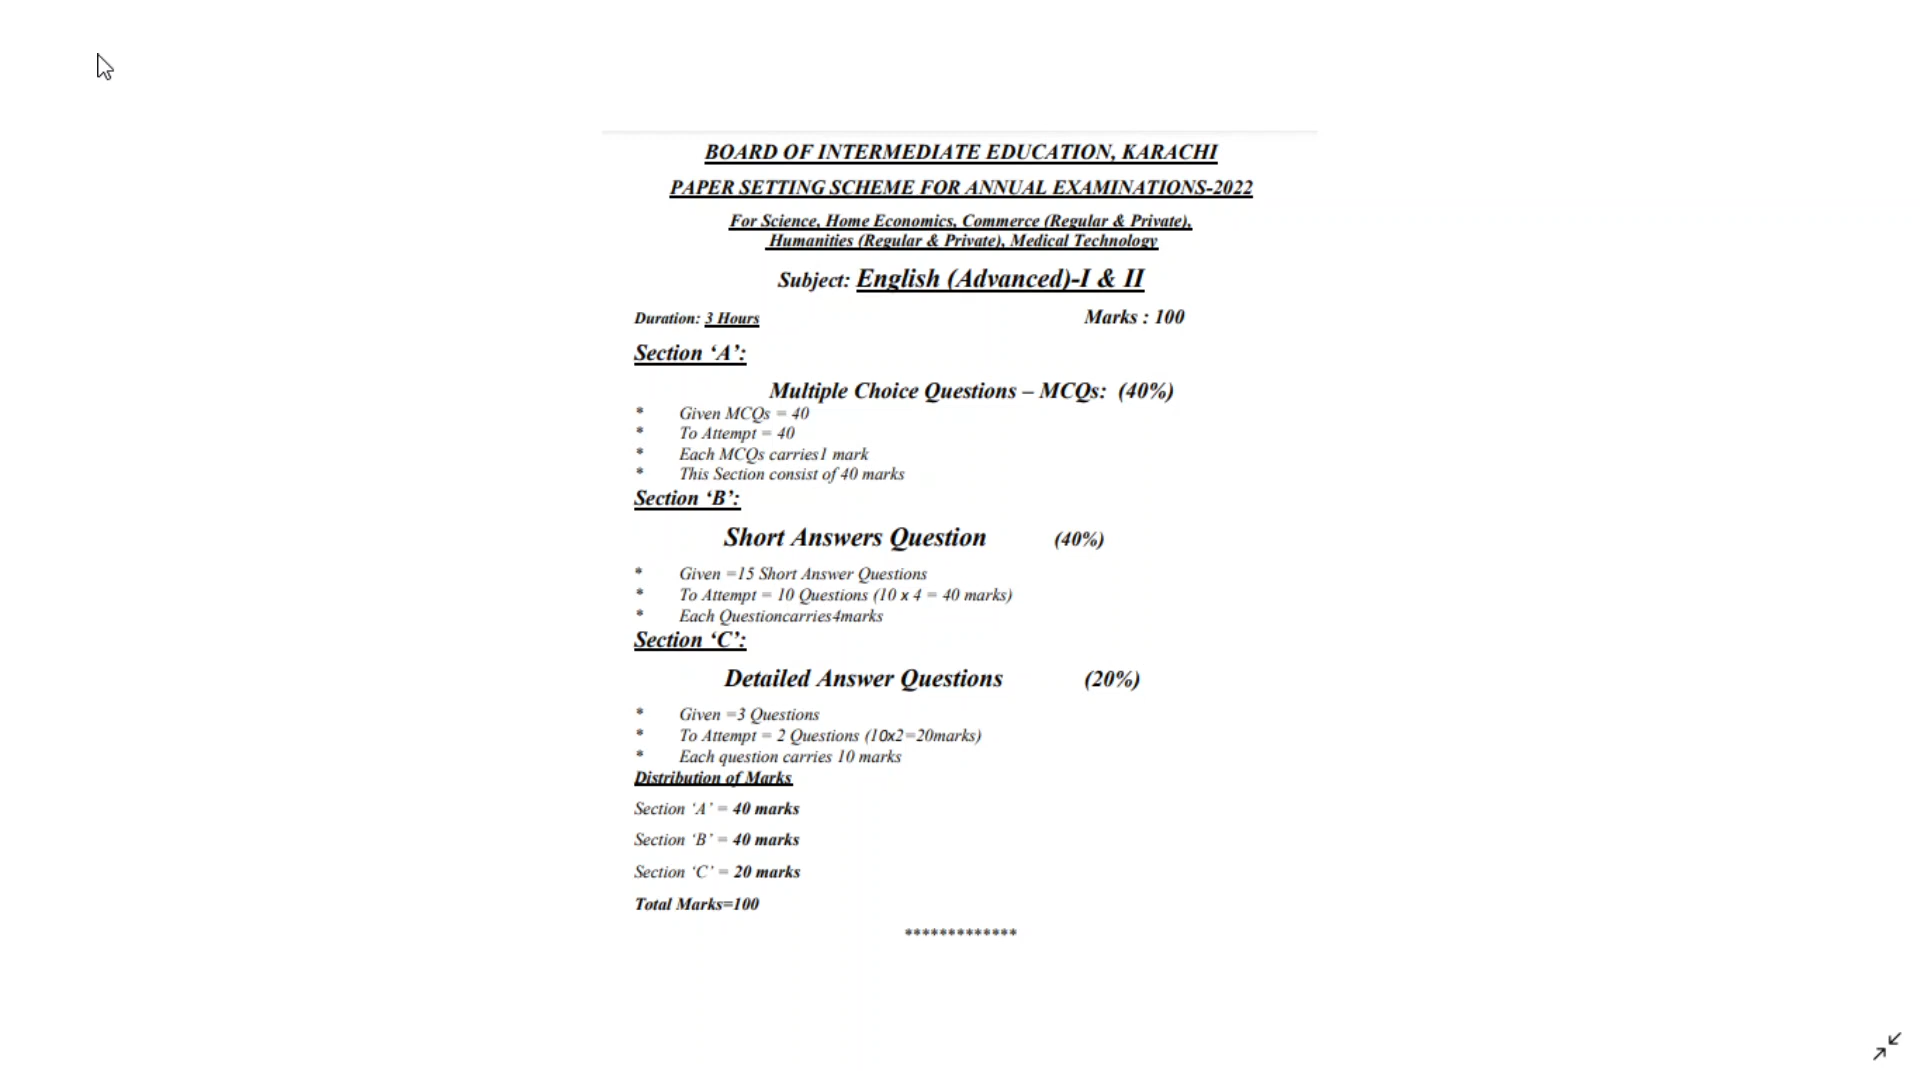 BOARD OF INTERMEDIATE EDUCATION, KARACHI
PAPER SETTING SCHEME FOR ANNUAL EXAMINATIONS-2022
For Science, Home Economics, Commerce (Regular & Private),
Humanities (Regular & Private), Medical Technology
Subject: English (Advanced)-I & II
Duration: 3 Hours Marks : 100
Section ‘A’:
Multiple Choice Questions – MCQs: (40%)
* Given MCQs = 40
* To Attempt = 40
* Each MCQs carries1 mark
* This Section consist of 40 marks
Section ‘B’:
Short Answers Question (40%)
* Given =15 Short Answer Questions
* To Attempt = 10 Questions (10 x 4 = 40 marks)
* Each Questioncarries4marks
Section ‘C’:
Detailed Answer Questions (20%)
* Given =3 Questions
* To Attempt = 2 Questions (10x2=20marks)
* Each question carries 10 marks
Distribution of Marks
Section ‘A’ = 40 marks
Section ‘B’ = 40 marks
Section ‘C’ = 20 marks
Total Marks=100
*************